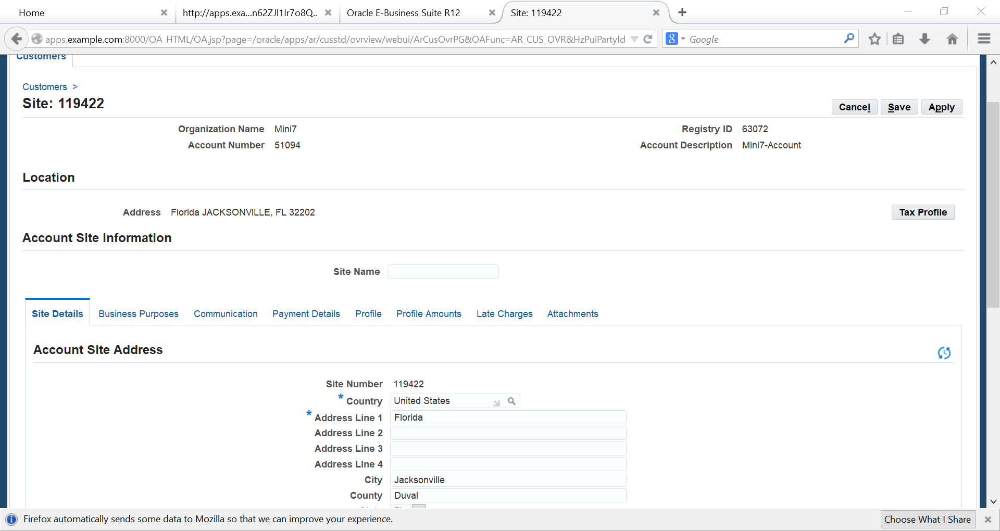 Home
http://apps.exa...n62ZJl1Ir7o8Q..
Oracle E-Business Suite R12
Site: 119422
apps.example.com:8000/OA_HTML/OA.jsp?page=/oracle/apps/ar/cusstd/ovrview/webui/ArCusOvrPG&OAFunc=AR_CUS_OVR&HzPuiPartyId
Google
Customers
Customers >
Site: 119422
Cancel Save Apply
Organization Name Mini7
Registry ID 63072
Account Number 51094
Account Description Mini7-Account
Location
Address Florida JACKSONVILLE, FL 32202
Tax Profile
Account Site Information
Site Name
Site Details Business Purposes Communication Payment Details Profile Profile Amounts Late Charges Attachments
Account Site Address
Site Number 119422
* Country United States
* Address Line 1 Florida
Address Line 2
Address Line 3
Address Line 4
City Jacksonville
County Duval
Firefox automatically sends some data to Mozilla so that we can improve your experience.
Choose What I Share